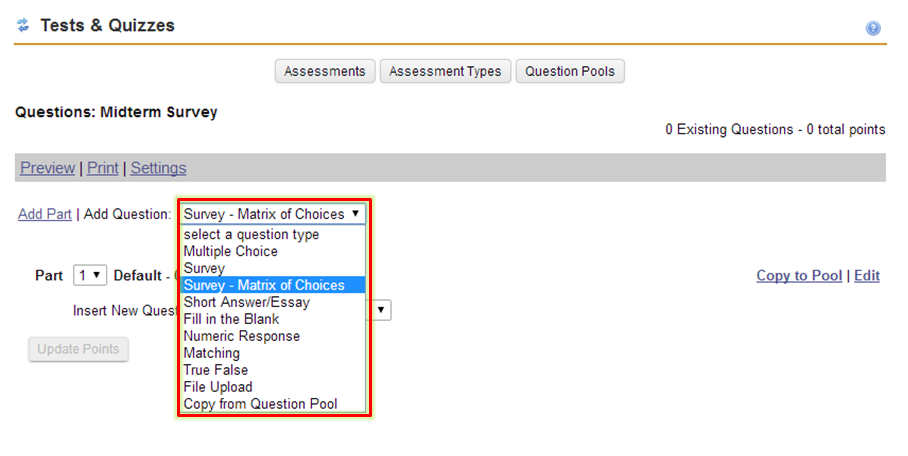 Tests & Quizzes
Assessments Assessment Types Question Pools
Questions: Midterm Survey
0 Existing Questions - 0 total points
Preview | Print | Settings
Add Part | Add Question: Survey - Matrix of Choices
select a question type
Multiple Choice
Survey
Survey - Matrix of Choices
Short Answer/Essay
Fill in the Blank
Numeric Response
Matching
True False
File Upload
Copy from Question Pool
Part 1 Default -
Copy to Pool | Edit
Insert New
Update Points